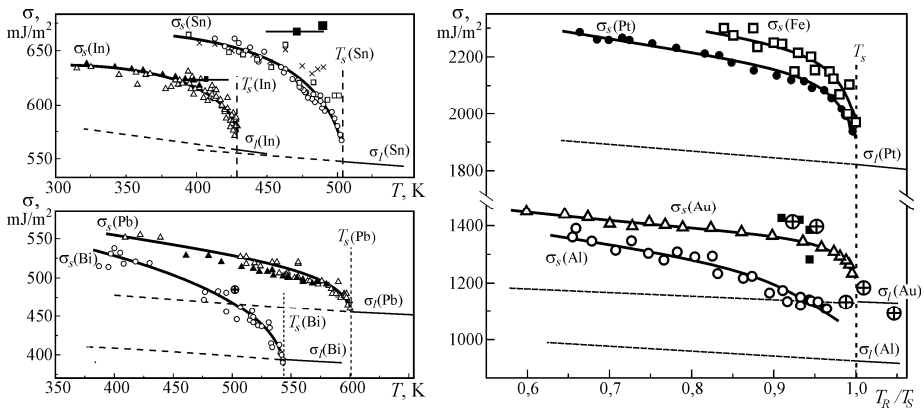 σ,
mJ/m²
650
600
550
σs(Sn)
σs(In)
Ts(Sn)
Ts(In)
σl(In)
σl(Sn)
300 350 400 450 500 T, K
σ,
mJ/m²
550
500
450
400
σs(Pb)
σs(Bi)
Ts(Pb)
σl(Pb)
Ts(Bi)
σl(Bi)
350 400 450 500 550 600 T, K
σ,
mJ/m²
2200
2000
1800
1400
1200
1000
σs(Pt)
σs(Fe)
Ts
σl(Pt)
σs(Au)
σs(Al)
σl(Au)
σl(Al)
0,6 0,7 0,8 0,9 1,0 TR/TS